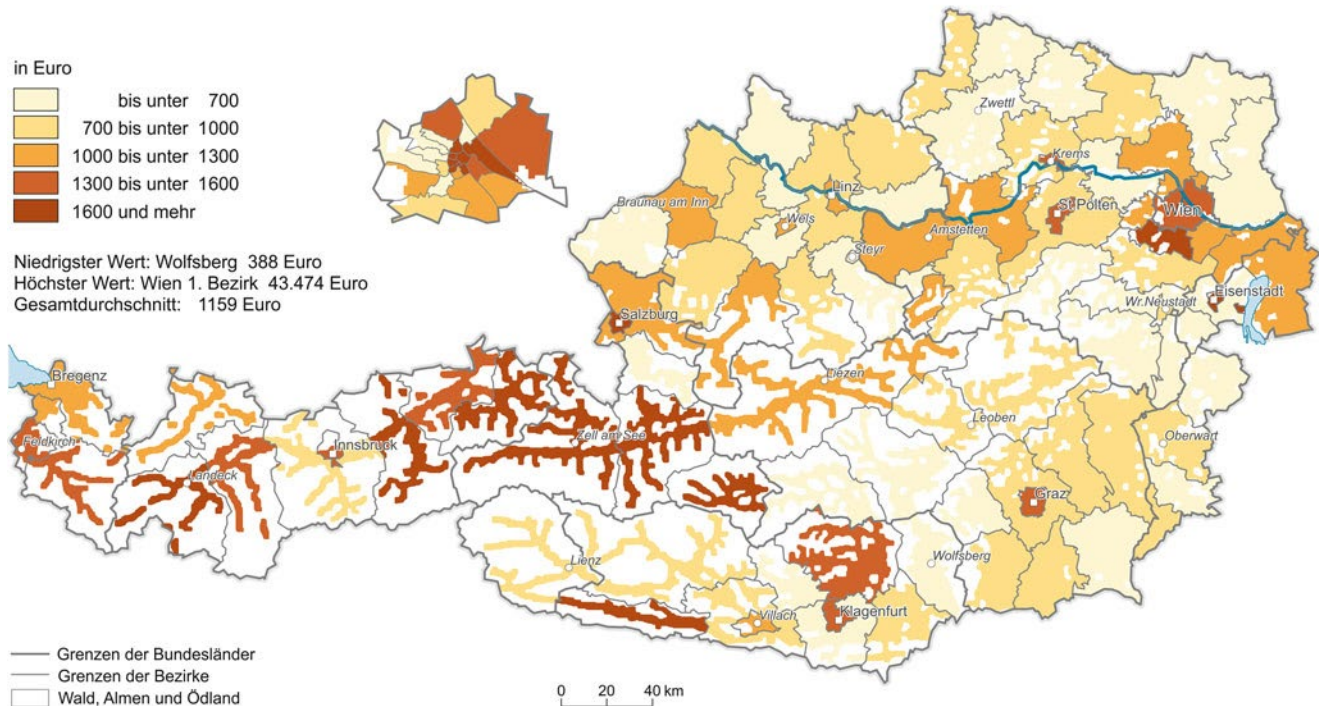 in Euro
bis unter 700
700 bis unter 1000
1000 bis unter 1300
1300 bis unter 1600
1600 und mehr
Niedrigster Wert: Wolfsberg 388 Euro
Höchster Wert: Wien 1. Bezirk 43.474 Euro
Gesamtdurchschnitt: 1159 Euro
Zwettl
Krems
Linz
Braunau am Inn
Wels
St.Pölten
Wien
Amstetten
Steyr
Eisenstadt
Wr.Neustadt
Salzburg
Bregenz
Liezen
Leoben
Feldkirch
Innsbruck
Zell am See
Oberwart
Landeck
Graz
Lienz
Wolfsberg
Villach
Klagenfurt
Grenzen der Bundesländer
Grenzen der Bezirke
Wald, Almen und Ödland
0 20 40 km